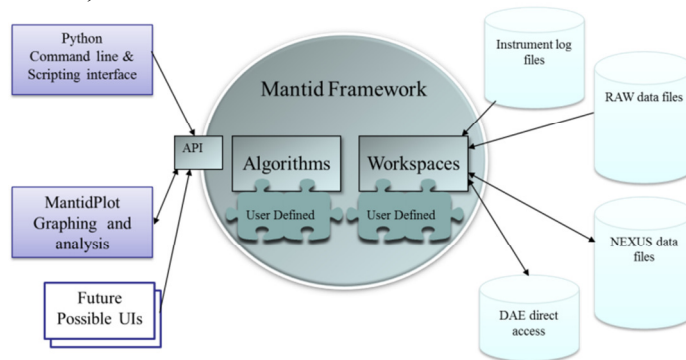 Python
Command line &
Scripting interface
Mantid Framework
API
Algorithms
Workspaces
User Defined
User Defined
MantidPlot
Graphing and
analysis
Future
Possible UIs
Instrument log
files
RAW data files
NEXUS data
files
DAE direct
access